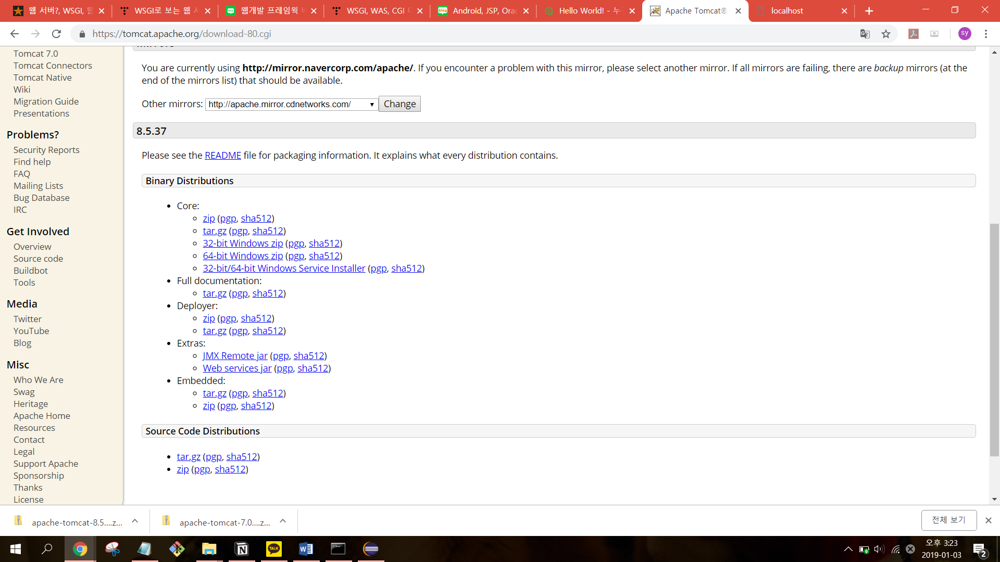 웹 서버?, WSGI, 웹
WSGI로 보는 웹 서
웹개발 프레임웍 비
WSGI, WAS, CGI 이
Android, JSP, Orac
Hello World! - 누구
Apache Tomcat®
localhost
https://tomcat.apache.org/download-80.cgi
sy
Tomcat 7.0
Tomcat Connectors
Tomcat Native
Wiki
Migration Guide
Presentations
Problems?
Security Reports
Find help
FAQ
Mailing Lists
Bug Database
IRC
Get Involved
Overview
Source code
Buildbot
Tools
Media
Twitter
YouTube
Blog
Misc
Who We Are
Swag
Heritage
Apache Home
Resources
Contact
Legal
Support Apache
Sponsorship
Thanks
License
You are currently using http://mirror.navercorp.com/apache/. If you encounter a problem with this mirror, please select another mirror. If all mirrors are failing, there are backup mirrors (at the
end of the mirrors list) that should be available.
Other mirrors: http://apache.mirror.cdnetworks.com/ Change
8.5.37
Please see the README file for packaging information. It explains what every distribution contains.
Binary Distributions
Core:
zip (pgp, sha512)
tar.gz (pgp, sha512)
32-bit Windows zip (pgp, sha512)
64-bit Windows zip (pgp, sha512)
32-bit/64-bit Windows Service Installer (pgp, sha512)
Full documentation:
tar.gz (pgp, sha512)
Deployer:
zip (pgp, sha512)
tar.gz (pgp, sha512)
Extras:
JMX Remote jar (pgp, sha512)
Web services jar (pgp, sha512)
Embedded:
tar.gz (pgp, sha512)
zip (pgp, sha512)
Source Code Distributions
tar.gz (pgp, sha512)
zip (pgp, sha512)
apache-tomcat-8.5....z...
apache-tomcat-7.0....z...
전체 보기
TALK
오후 3:23
2019-01-03
2